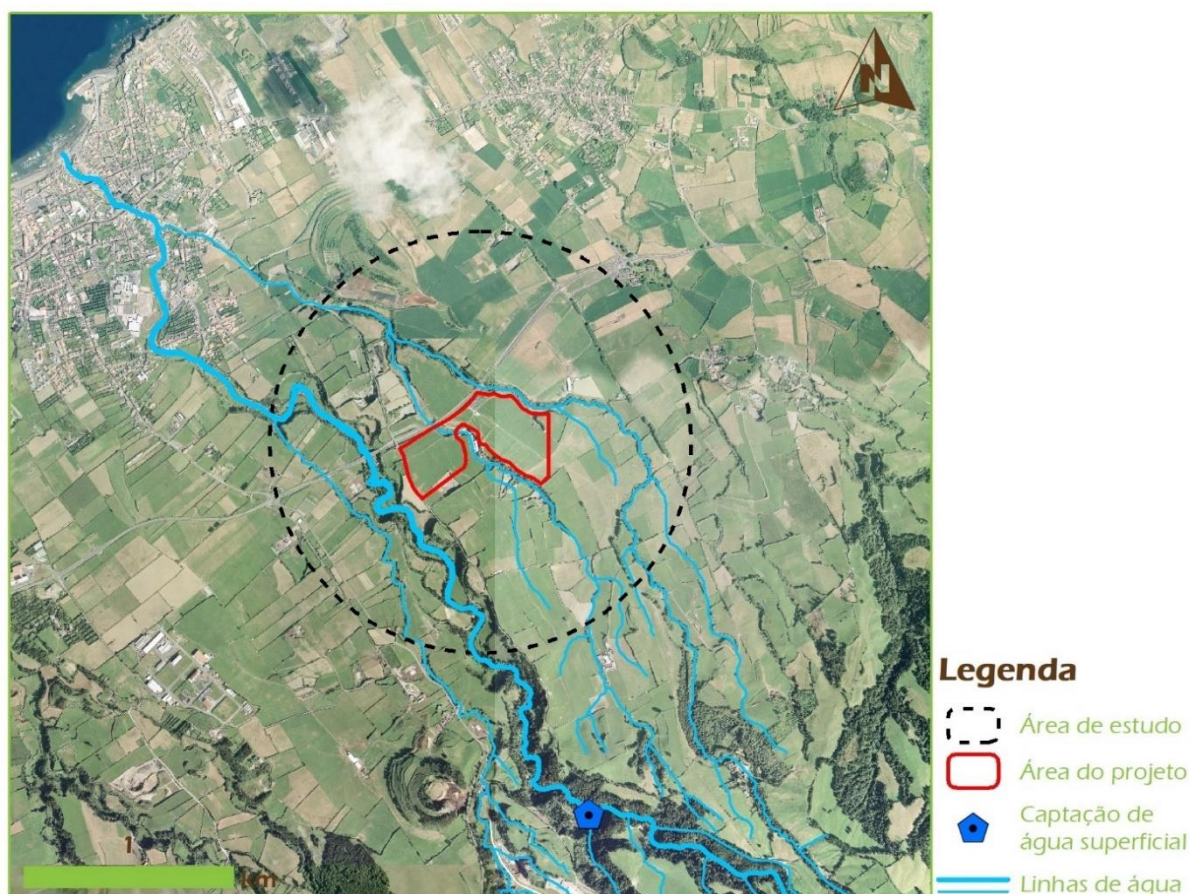 N
1
km
Legenda
Área de estudo
Área do projeto
Captação de
água superficial
Linhas de água